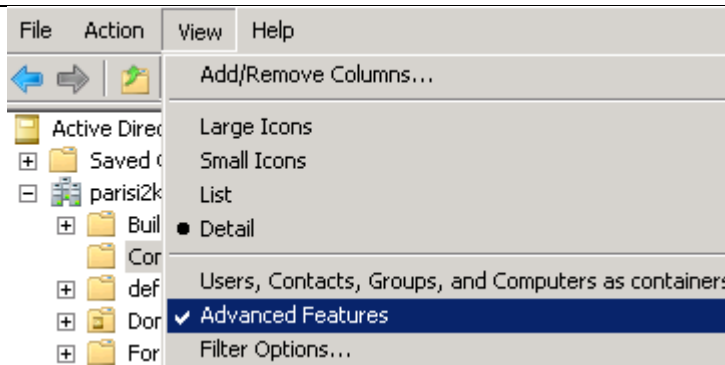 File Action View Help
Add/Remove Columns...
Active Direc
Large Icons
Saved
Small Icons
parisi2k
List
Buil
Detail
Cor
def
Users, Contacts, Groups, and Computers as containers
Dor
Advanced Features
For
Filter Options...